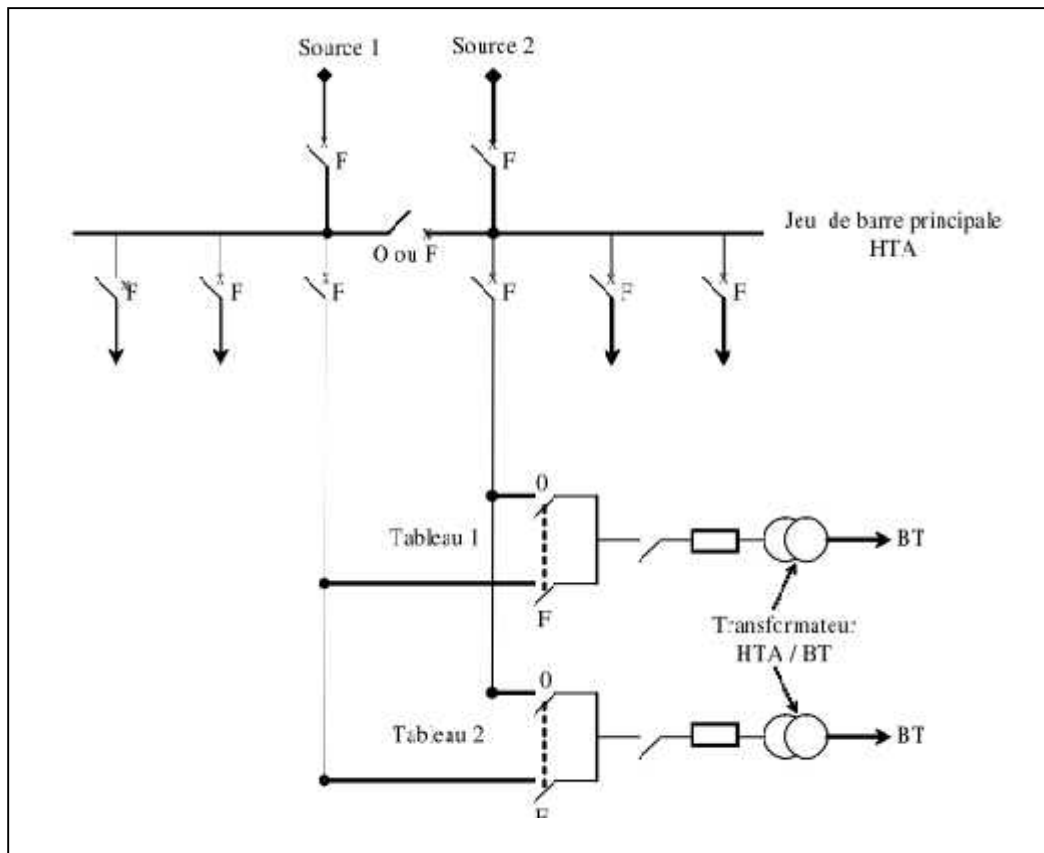 Source 1
Source 2
F
F
Jeu de barre principale
HTA
O ou F
F
F
F
F
F
F
0
Tableau 1
BT
F
Transformateur
HTA / BT
0
Tableau 2
BT
F